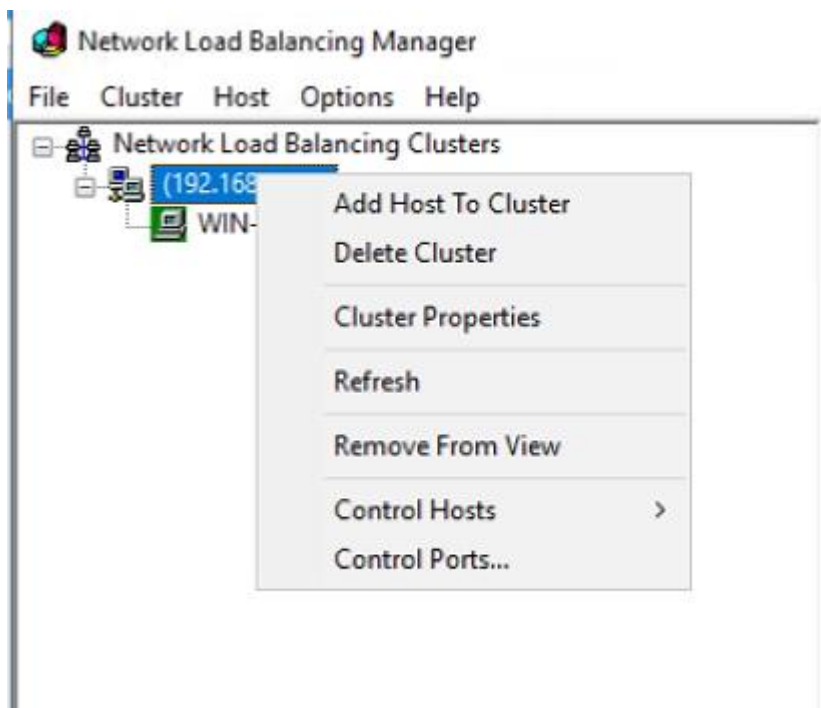 Network Load Balancing Manager
File Cluster Host Options Help
Network Load Balancing Clusters
(192.168
WIN-
Add Host To Cluster
Delete Cluster
Cluster Properties
Refresh
Remove From View
Control Hosts >
Control Ports...